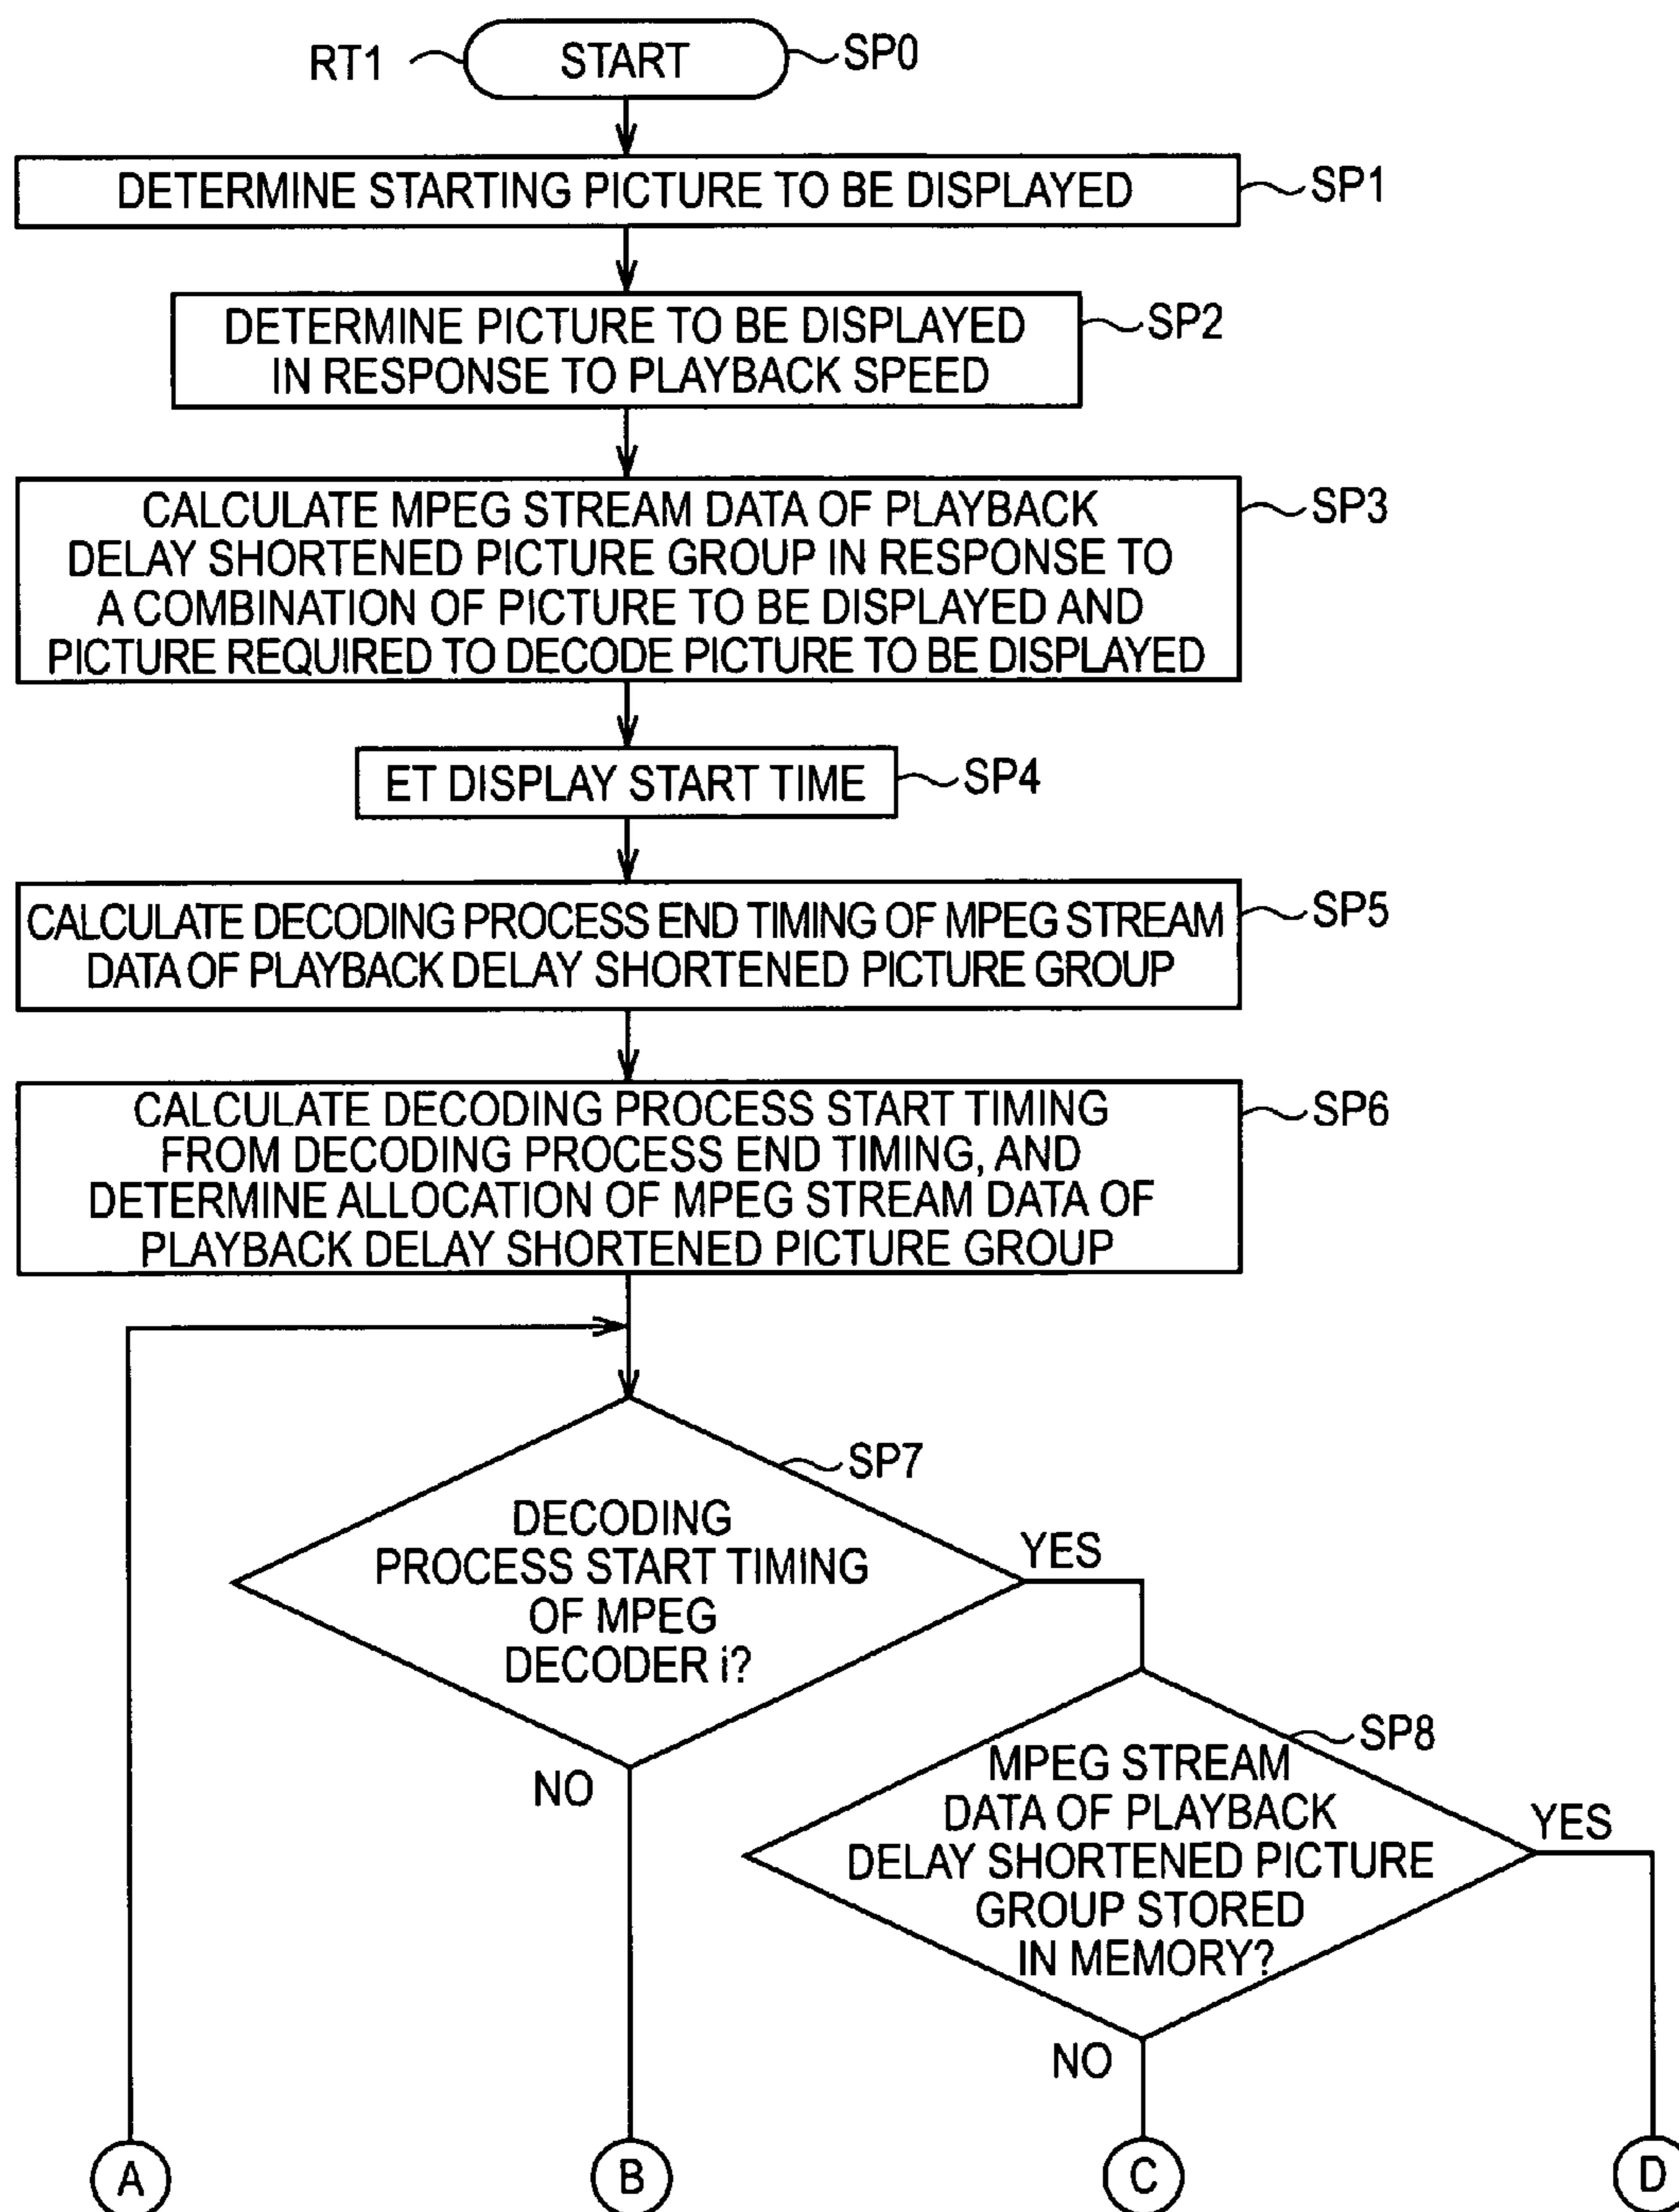 RT1
START
SP0
DETERMINE STARTING PICTURE TO BE DISPLAYED
SP1
DETERMINE PICTURE TO BE DISPLAYED
IN RESPONSE TO PLAYBACK SPEED
SP2
CALCULATE MPEG STREAM DATA OF PLAYBACK
DELAY SHORTENED PICTURE GROUP IN RESPONSE TO
A COMBINATION OF PICTURE TO BE DISPLAYED AND
PICTURE REQUIRED TO DECODE PICTURE TO BE DISPLAYED
SP3
ET DISPLAY START TIME
SP4
CALCULATE DECODING PROCESS END TIMING OF MPEG STREAM
DATA OF PLAYBACK DELAY SHORTENED PICTURE GROUP
SP5
CALCULATE DECODING PROCESS START TIMING
FROM DECODING PROCESS END TIMING, AND
DETERMINE ALLOCATION OF MPEG STREAM DATA OF
PLAYBACK DELAY SHORTENED PICTURE GROUP
SP6
SP7
DECODING
PROCESS START TIMING
OF MPEG
DECODER i?
YES
NO
SP8
MPEG STREAM
DATA OF PLAYBACK
DELAY SHORTENED PICTURE
GROUP STORED
IN MEMORY?
YES
NO
A
B
C
D